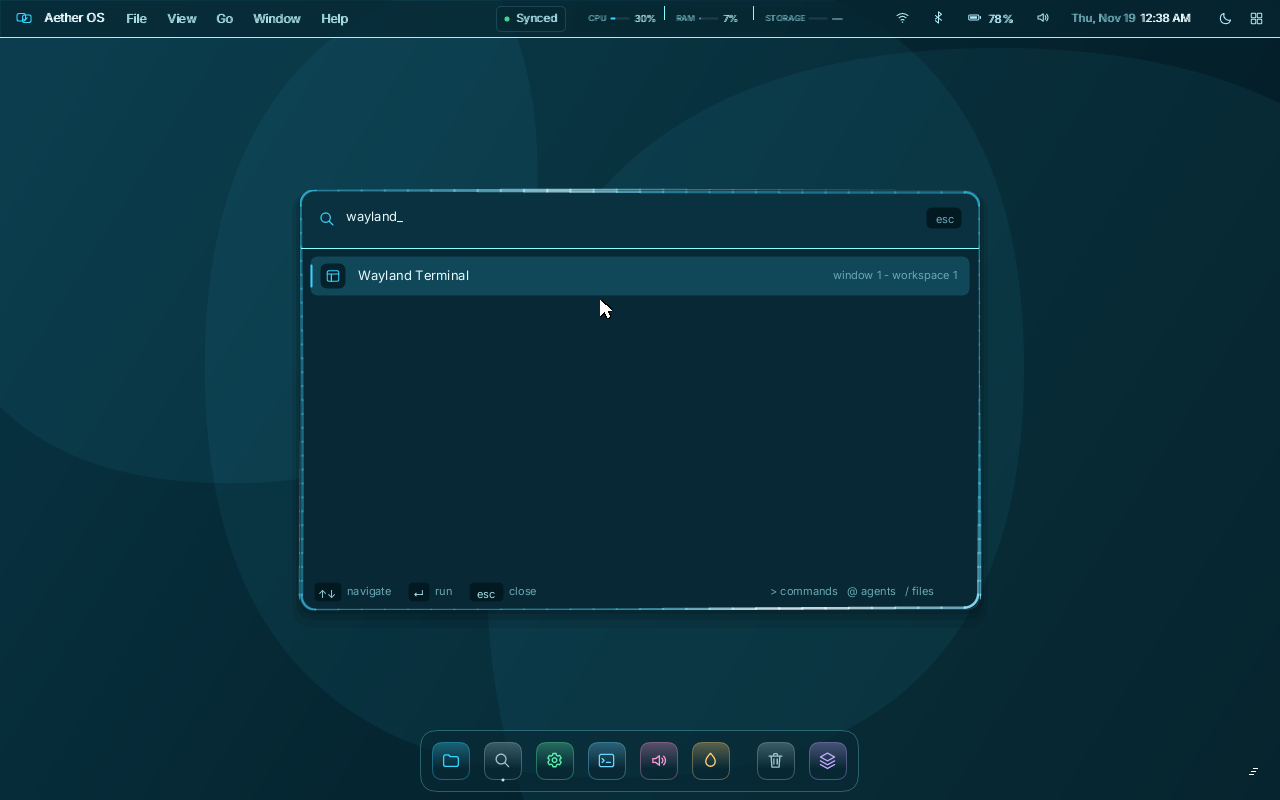 Aether OS File View Go Window Help Synced CPU 30% RAM 7% STORAGE — 78% Thu, Nov 19 12:38 AM
wayland_ esc
Wayland Terminal window 1 - workspace 1
↑↓ navigate ↵ run esc close > commands @ agents / files